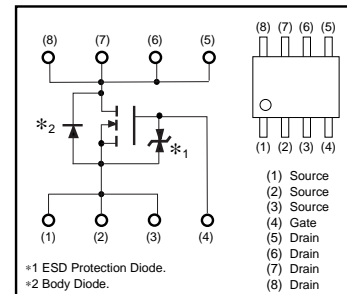 (8) (7) (6) (5)
∗2
∗1
(1) (2) (3) (4)
∗1 ESD Protection Diode.
∗2 Body Diode.
(8) (7) (6) (5)
(1) (2) (3) (4)
(1) Source
(2) Source
(3) Source
(4) Gate
(5) Drain
(6) Drain
(7) Drain
(8) Drain